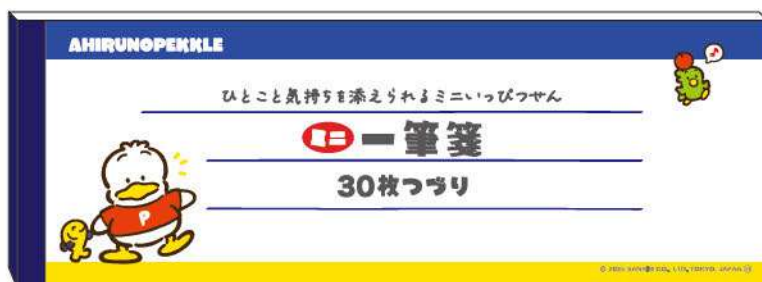 AHIRUNOPEKKLE
ひとこと気持ちを添えられるミニいっぴつせん
ミニ一筆箋
30枚つづり
P